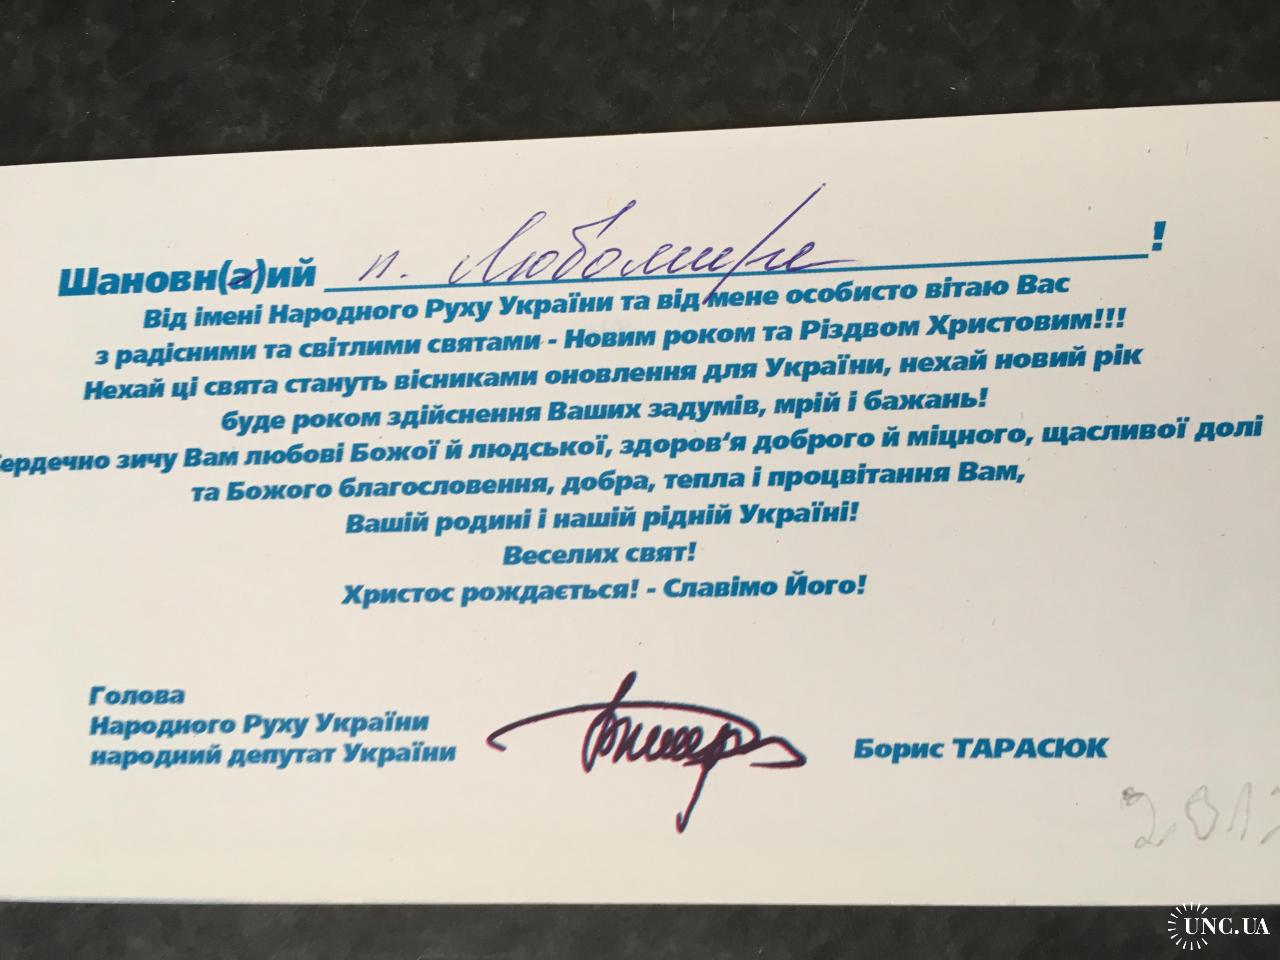 Шановн(а)ий п. Любомире !
Від імені Народного Руху України та від мене особисто вітаю Вас
з радісними та світлими святами - Новим роком та Різдвом Христовим!!!
Нехай ці свята стануть вісниками оновлення для України, нехай новий рік
буде роком здійснення Ваших задумів, мрій і бажань!
Сердечно зичу Вам любові Божої й людської, здоров'я доброго й міцного, щасливої долі
та Божого благословення, добра, тепла і процвітання Вам,
Вашій родині і нашій рідній Україні!
Веселих свят!
Христос рождається! - Славімо Його!
Голова
Народного Руху України
народний депутат України
Борис ТАРАСЮК
UNC.UA